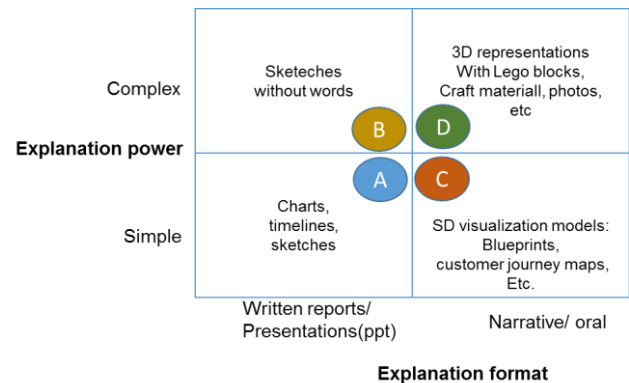 Complex
Explanation power
Simple
Sketeches
without words
3D representations
With Lego blocks,
Craft materiall, photos,
etc
B
D
A
C
Charts,
timelines,
sketches
SD visualization models:
Blueprints,
customer journey maps,
Etc.
Written reports/
Presentations(ppt)
Narrative/ oral
Explanation format